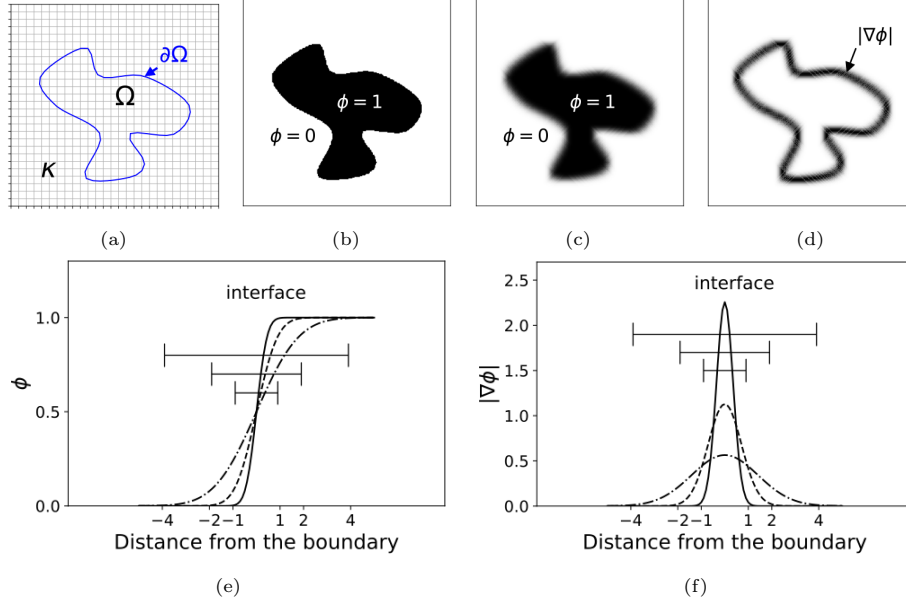 ∂Ω
Ω
K
ϕ = 1
ϕ = 0
ϕ = 1
ϕ = 0
|∇ϕ|
(a)
(b)
(c)
(d)
interface
1.0
0.5
0.0
ϕ
−4 −2 −1 1 2 4
Distance from the boundary
(e)
interface
2.5
2.0
1.5
1.0
0.5
0.0
|∇ϕ|
−4 −2 −1 1 2 4
Distance from the boundary
(f)